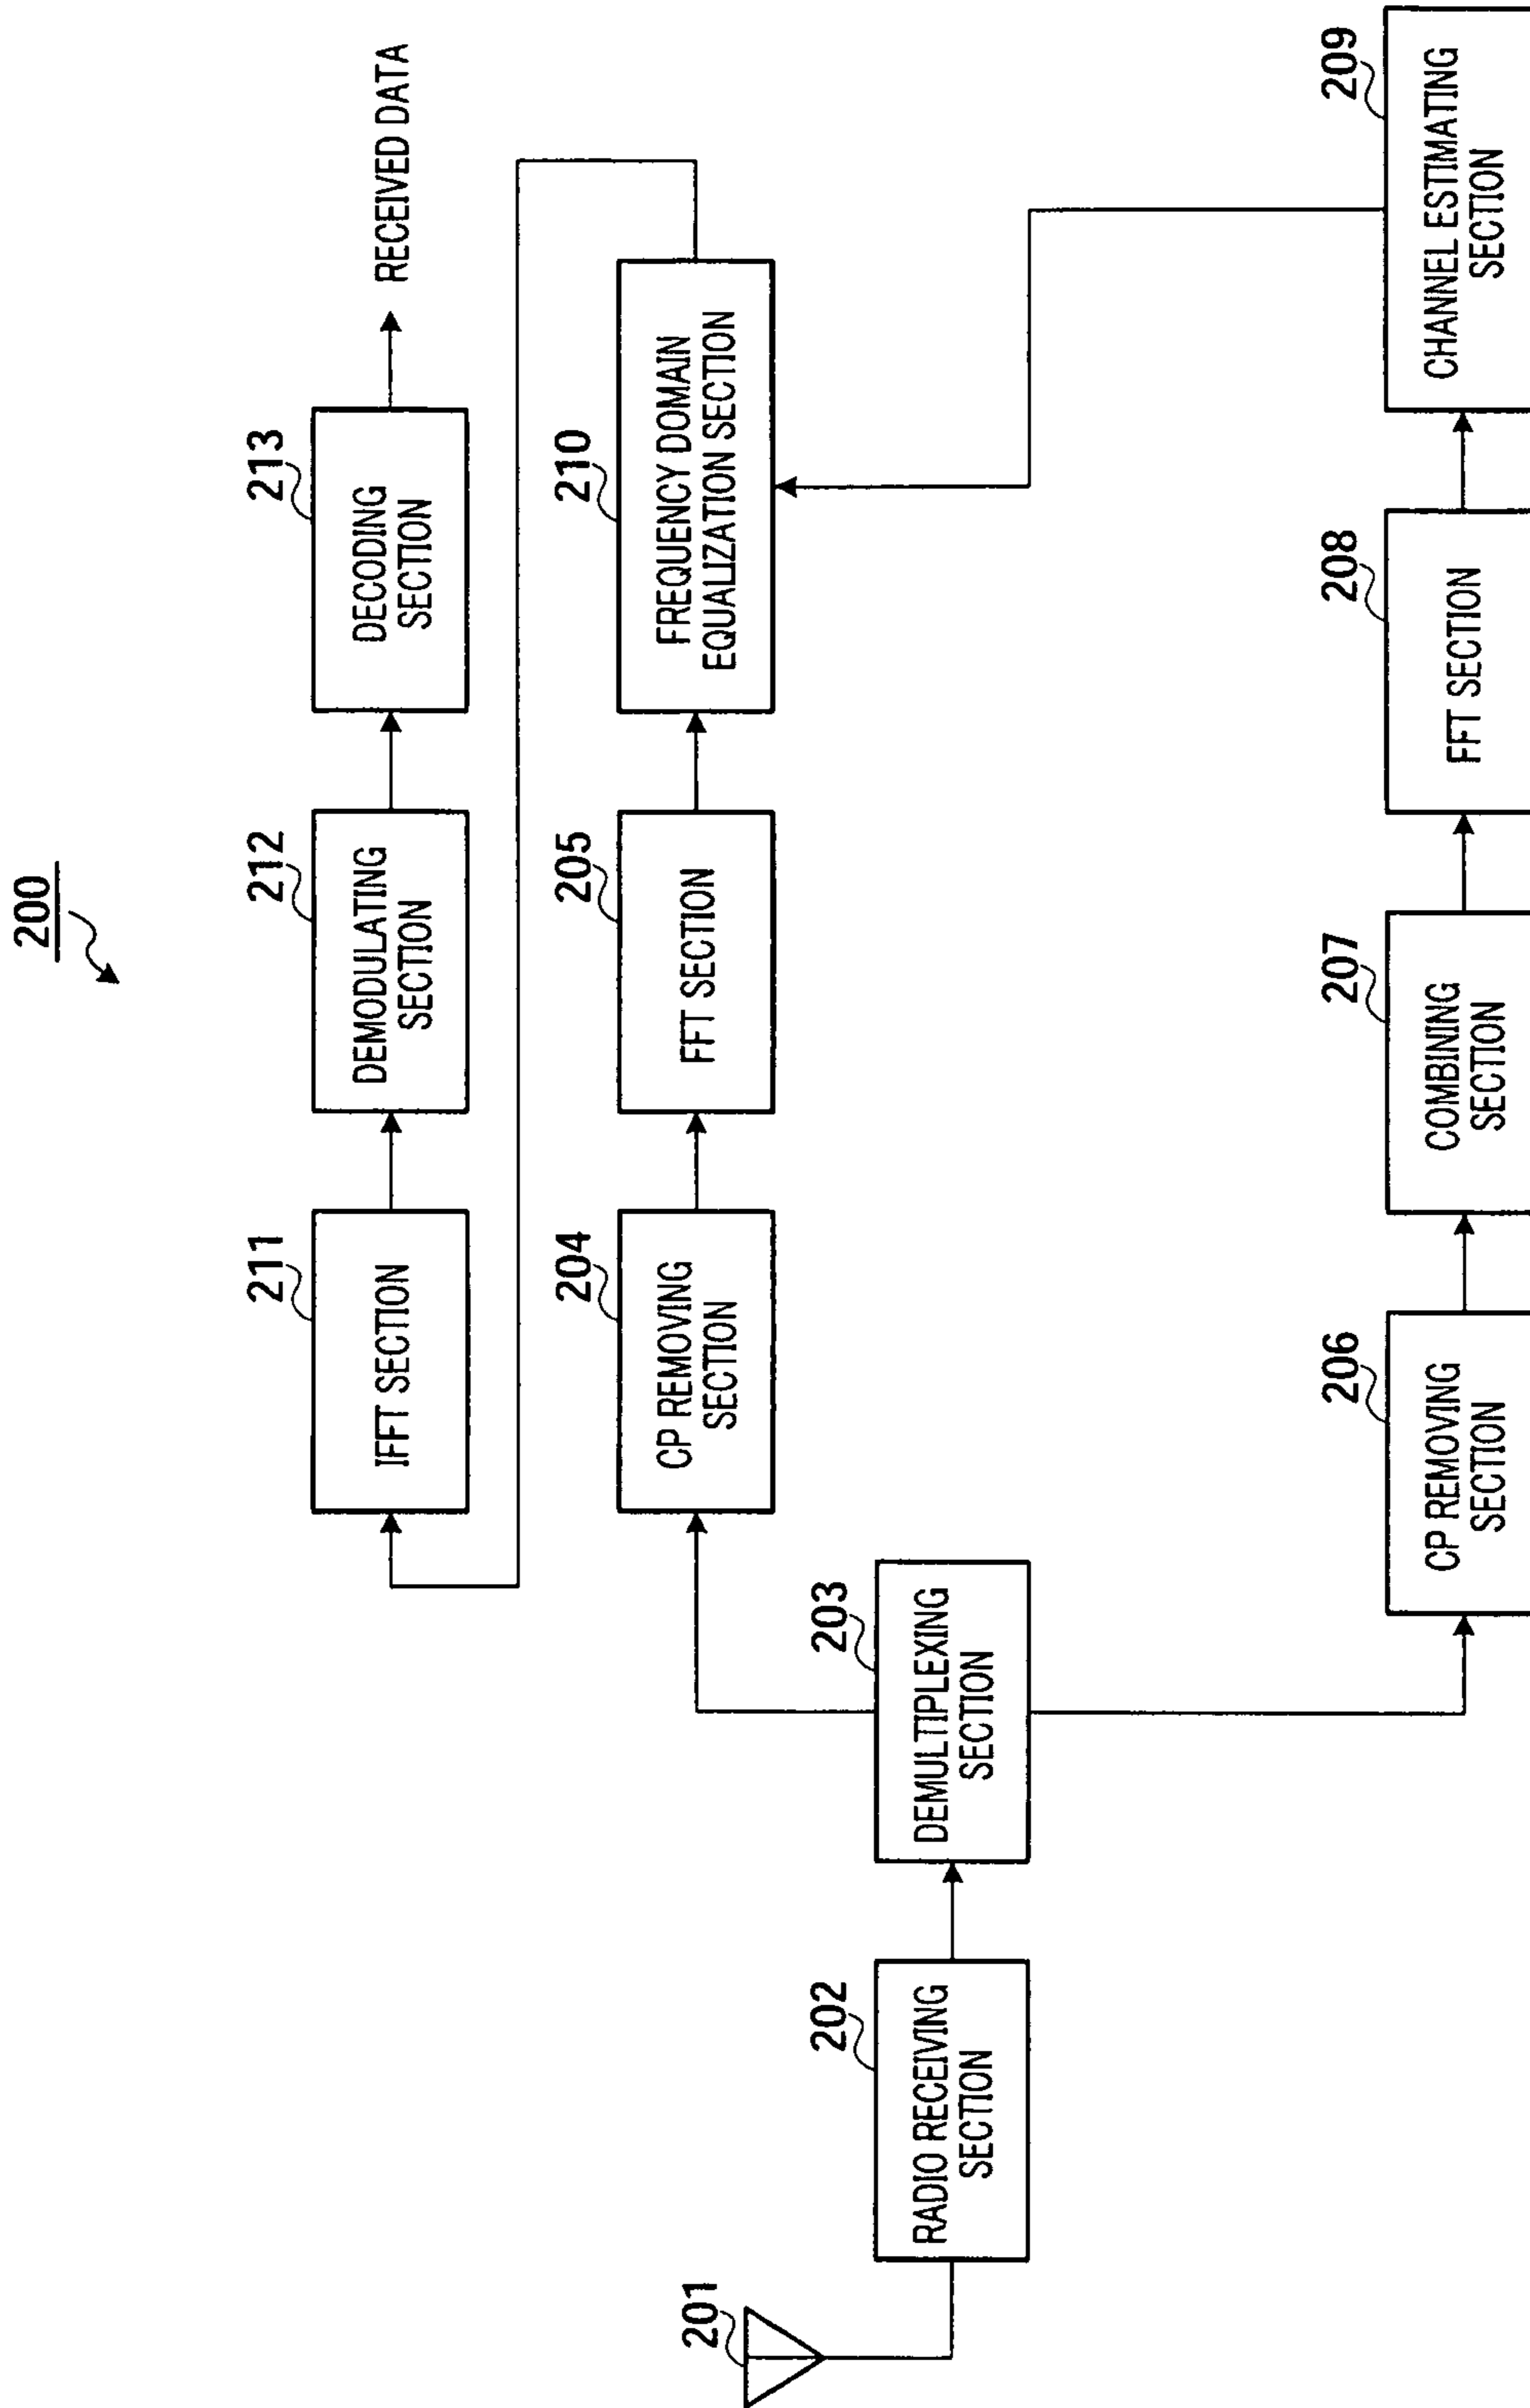 200
211
IFFT SECTION
212
DEMODULATING
SECTION
213
DECODING
SECTION
RECEIVED DATA
204
CP REMOVING
SECTION
205
FFT SECTION
210
FREQUENCY DOMAIN
EQUALIZATION SECTION
201
202
RADIO RECEIVING
SECTION
203
DEMULTIPLEXING
SECTION
206
CP REMOVING
SECTION
207
COMBINING
SECTION
208
FFT SECTION
209
CHANNEL ESTIMATING
SECTION